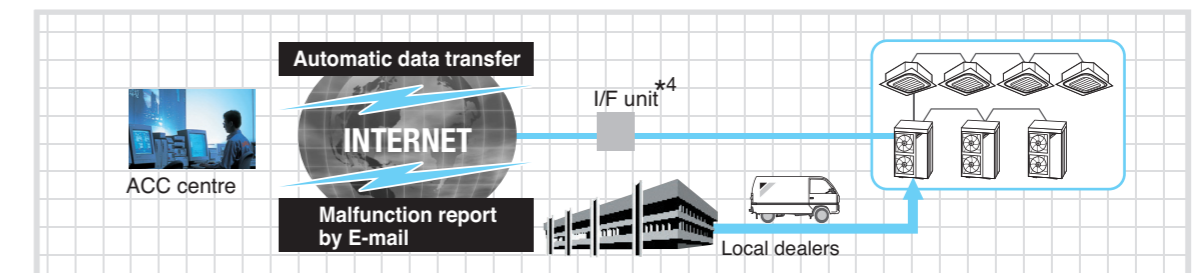 Automatic data transfer
INTERNET
I/F unit*4
ACC centre
Malfunction report
by E-mail
Local dealers